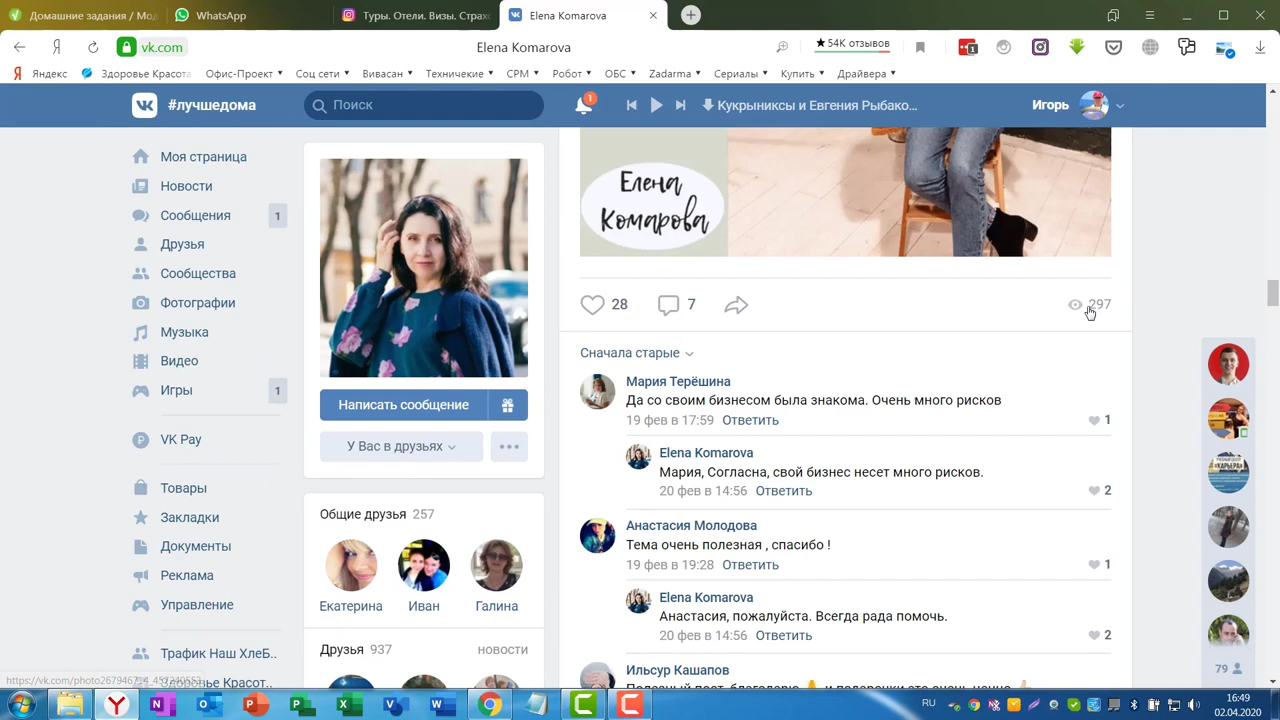 Домашние задания / Мод
WhatsApp
Туры. Отели. Визы. Страх
Elena Komarova
vk.com
Elena Komarova
★54К отзывов
1
Яндекс
Здоровье Красота
Офис-Проект
Соц сети
Вивасан
Технические
СРМ
Робот
ОБС
Zadarma
Сериалы
Купить
Драйвера
#лучшедома
Поиск
1
Кукрыниксы и Евгения Рыбако...
Игорь
Моя страница
Новости
Сообщения 1
Друзья
Сообщества
Фотографии
Музыка
Видео
Игры 1
VK Pay
Товары
Закладки
Документы
Реклама
Управление
Трафик Наш ХлеБ..
Здоровье Красот..
Написать сообщение
У Вас в друзьях
Общие друзья 257
Екатерина
Иван
Галина
Друзья 937
новости
Елена
Комарова
28
7
297
Сначала старые
Мария Терёшина
Да со своим бизнесом была знакома. Очень много рисков
19 фев в 17:59 Ответить
1
Elena Komarova
Мария, Согласна, свой бизнес несет много рисков.
20 фев в 14:56 Ответить
2
Анастасия Молодова
Тема очень полезная , спасибо !
19 фев в 19:28 Ответить
1
Elena Komarova
Анастасия, пожалуйста. Всегда рада помочь.
20 фев в 14:56 Ответить
2
Ильсур Кашапов
79
RU
16:49
02.04.2020